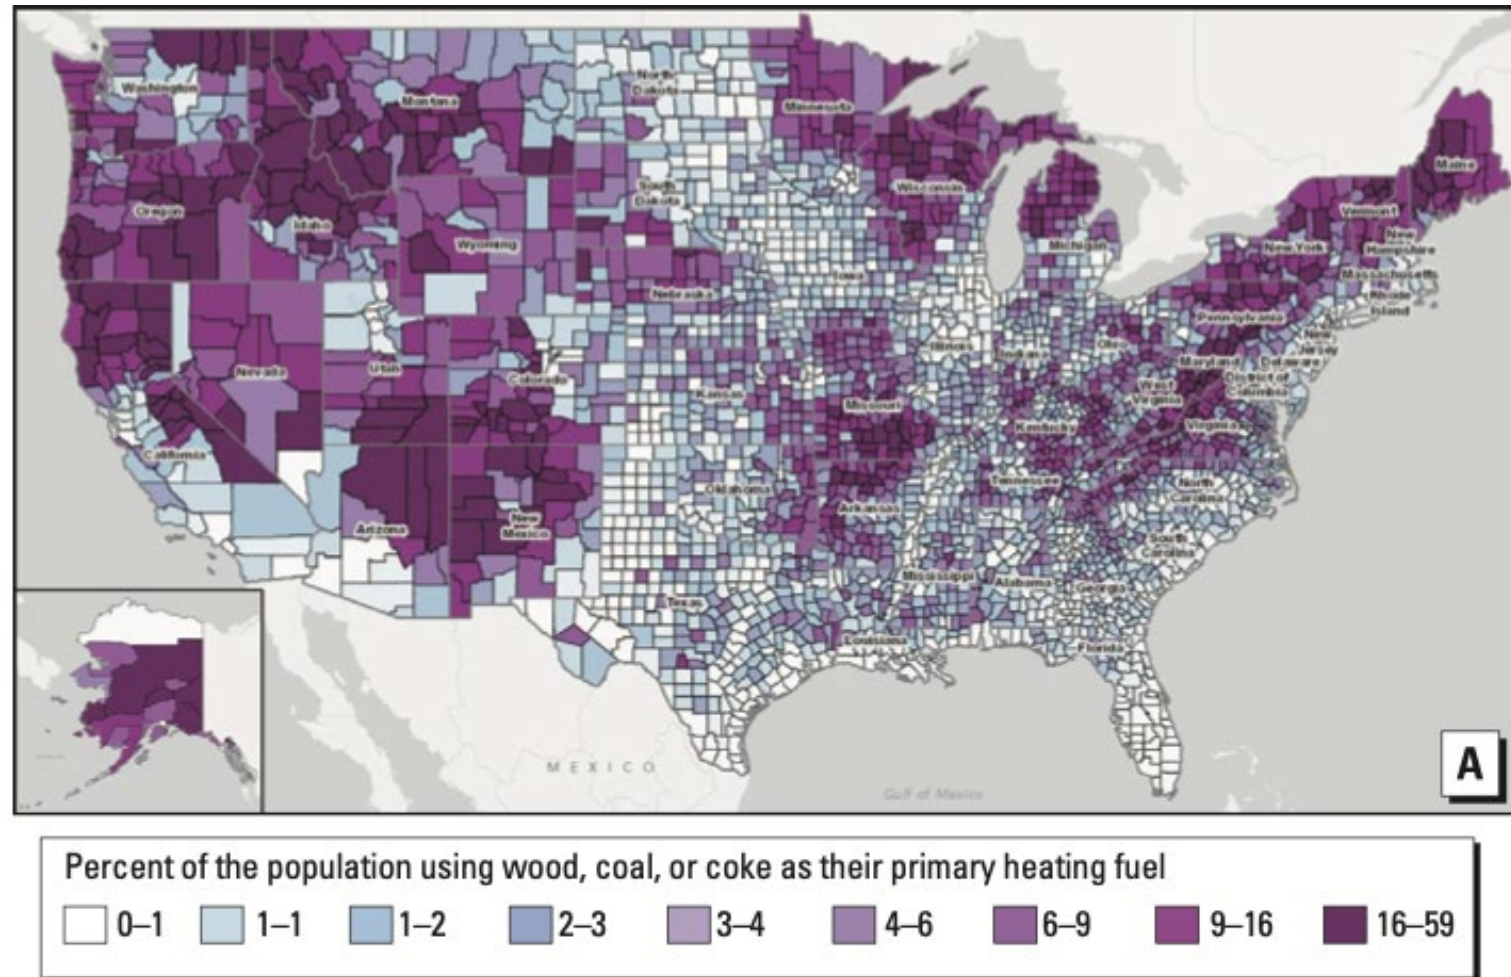 Washington
Montana
North
Dakota
Minnesota
Maine
Oregon
Idaho
South
Dakota
Wisconsin
Vermont
Wyoming
Michigan
New York
New
Hampshire
Massachusetts
Rhode
Island
Iowa
Nebraska
Pennsylvania
Nevada
Utah
Colorado
Illinois
Indiana
Ohio
New
Jersey
Maryland
Delaware
District of
Columbia
Kansas
Missouri
West
Virginia
Kentucky
Virginia
California
Arizona
New
Mexico
Oklahoma
Arkansas
Tennessee
North
Carolina
South
Carolina
Mississippi
Alabama
Georgia
Texas
Louisiana
Florida
MEXICO
Gulf of Mexico
A
Percent of the population using wood, coal, or coke as their primary heating fuel
0–1 1–1 1–2 2–3 3–4 4–6 6–9 9–16 16–59